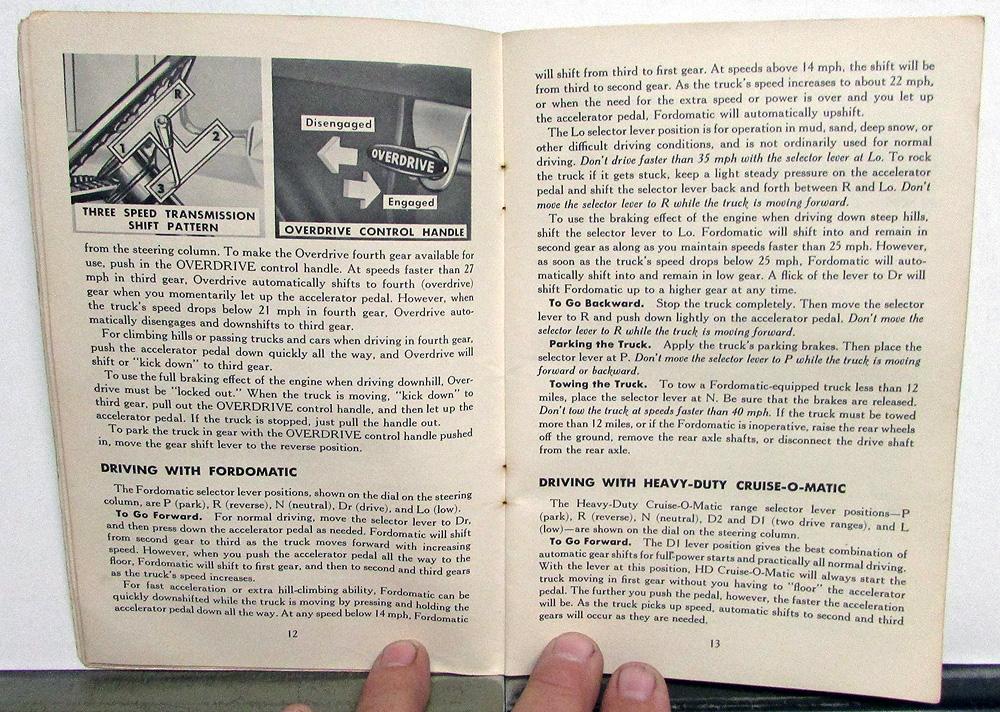 R
1
2
3
THREE SPEED TRANSMISSION
SHIFT PATTERN
Disengaged
OVERDRIVE
Engaged
OVERDRIVE CONTROL HANDLE
from the steering column. To make the Overdrive fourth gear available for
use, push in the OVERDRIVE control handle. At speeds faster than 27
mph in third gear, Overdrive automatically shifts to fourth (overdrive)
gear when you momentarily let up the accelerator pedal. However, when
the truck's speed drops below 21 mph in fourth gear, Overdrive auto-
matically disengages and downshifts to third gear.
For climbing hills or passing trucks and cars when driving in fourth gear,
push the accelerator pedal down quickly all the way, and Overdrive will
shift or "kick down" to third gear.
To use the full braking effect of the engine when driving downhill, Over-
drive must be "locked out." When the truck is moving, "kick down" to
third gear, pull out the OVERDRIVE control handle, and then let up the
accelerator pedal. If the truck is stopped, just pull the handle out.
To park the truck in gear with the OVERDRIVE control handle pushed
in, move the gear shift lever to the reverse position.
DRIVING WITH FORDOMATIC
The Fordomatic selector lever positions, shown on the dial on the steering
column, are P (park), R (reverse), N (neutral), Dr (drive), and Lo (low).
To Go Forward. For normal driving, move the selector lever to Dr,
and then press down the accelerator pedal as needed. Fordomatic will shift
from second gear to third as the truck moves forward with increasing
speed. However, when you push the accelerator pedal all the way to the
floor, Fordomatic will shift to first gear, and then to second and third gears
as the truck's speed increases.
For fast acceleration or extra hill-climbing ability, Fordomatic can be
quickly downshifted while the truck is moving by pressing and holding the
accelerator pedal down all the way. At any speed below 14 mph, Fordomatic
12
will shift from third to first gear. At speeds above 14 mph, the shift will be
from third to second gear. As the truck's speed increases to about 22 mph,
or when the need for the extra speed or power is over and you let up
the accelerator pedal, Fordomatic will automatically upshift.
The Lo selector lever position is for operation in mud, sand, deep snow, or
other difficult driving conditions, and is not ordinarily used for normal
driving. Don't drive faster than 35 mph with the selector lever at Lo. To rock
the truck if it gets stuck, keep a light steady pressure on the accelerator
pedal and shift the selector lever back and forth between R and Lo. Don't
move the selector lever to R while the truck is moving forward.
To use the braking effect of the engine when driving down steep hills,
shift the selector lever to Lo. Fordomatic will shift into and remain in
second gear as along as you maintain speeds faster than 25 mph. However,
as soon as the truck's speed drops below 25 mph, Fordomatic will auto-
matically shift into and remain in low gear. A flick of the lever to Dr will
shift Fordomatic up to a higher gear at any time.
To Go Backward. Stop the truck completely. Then move the selector
lever to R and push down lightly on the accelerator pedal. Don't move the
selector lever to R while the truck is moving forward.
Parking the Truck. Apply the truck's parking brakes. Then place the
selector lever at P. Don't move the selector lever to P while the truck is moving
forward or backward.
Towing the Truck. To tow a Fordomatic-equipped truck less than 12
miles, place the selector lever at N. Be sure that the brakes are released.
Don't tow the truck at speeds faster than 40 mph. If the truck must be towed
more than 12 miles, or if the Fordomatic is inoperative, raise the rear wheels
off the ground, remove the rear axle shafts, or disconnect the drive shaft
from the rear axle.
DRIVING WITH HEAVY-DUTY CRUISE-O-MATIC
The Heavy-Duty Cruise-O-Matic range selector lever positions—P
(park), R (reverse), N (neutral), D2 and D1 (two drive ranges), and L
(low)—are shown on the dial on the steering column.
To Go Forward. The D1 lever position gives the best combination of
automatic gear shifts for full-power starts and practically all normal driving.
With the lever at this position, HD Cruise-O-Matic will always start the
truck moving in first gear without you having to "floor" the accelerator
pedal. The further you push the pedal, however, the faster the acceleration
will be. As the truck picks up speed, automatic shifts to second and third
gears will occur as they are needed.
13